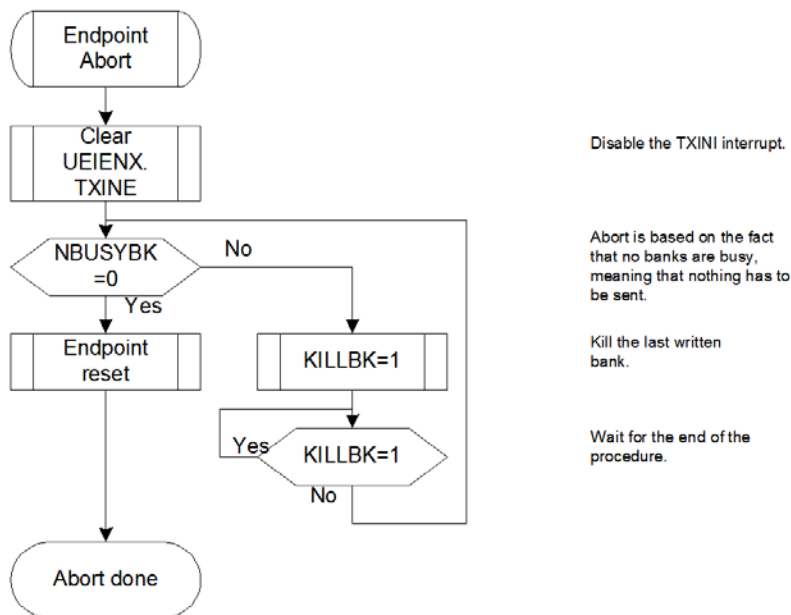 Endpoint
Abort
Clear
UEIENX.
TXINE
Disable the TXINI interrupt.
NBUSYBK
=0
No
Yes
Abort is based on the fact
that no banks are busy,
meaning that nothing has to
be sent.
Endpoint
reset
KILLBK=1
Kill the last written
bank.
Yes
KILLBK=1
No
Wait for the end of the
procedure.
Abort done